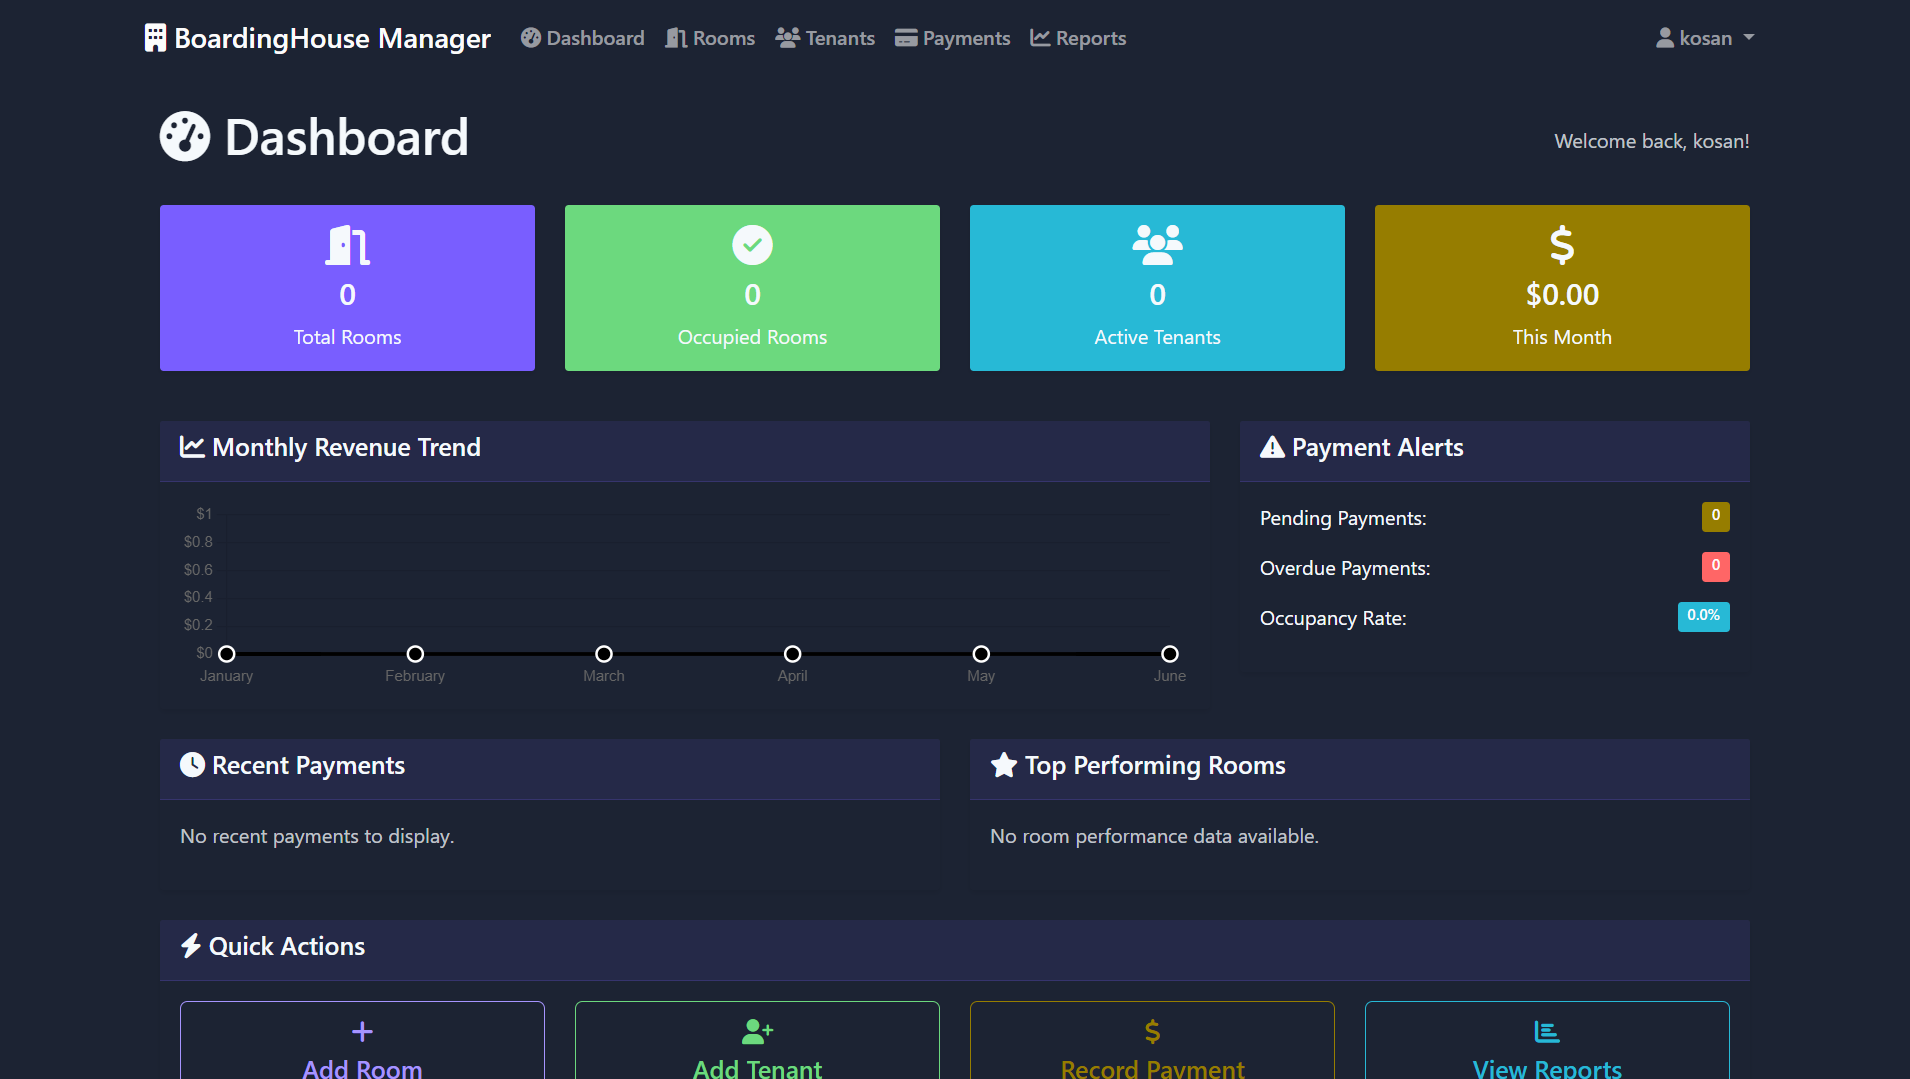 BoardingHouse Manager Dashboard Rooms Tenants Payments Reports kosan
Dashboard
Welcome back, kosan!
0
Total Rooms
0
Occupied Rooms
0
Active Tenants
$0.00
This Month
Monthly Revenue Trend
$1
$0.8
$0.6
$0.4
$0.2
$0
January February March April May June
Payment Alerts
Pending Payments: 0
Overdue Payments: 0
Occupancy Rate: 0.0%
Recent Payments
No recent payments to display.
Top Performing Rooms
No room performance data available.
Quick Actions
Add Room
Add Tenant
Record Payment
View Reports